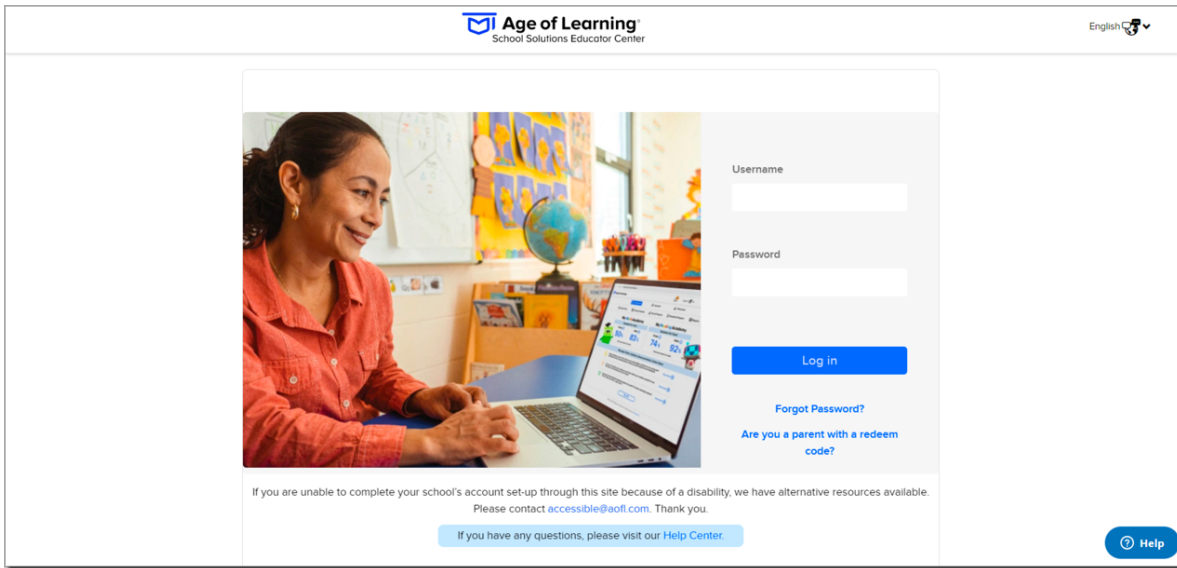 Age of Learning
School Solutions Educator Center
English
Username
Password
Log in
Forgot Password?
Are you a parent with a redeem
code?
If you are unable to complete your school's account set-up through this site because of a disability, we have alternative resources available.
Please contact accessible@aofl.com. Thank you.
If you have any questions, please visit our Help Center.
Help